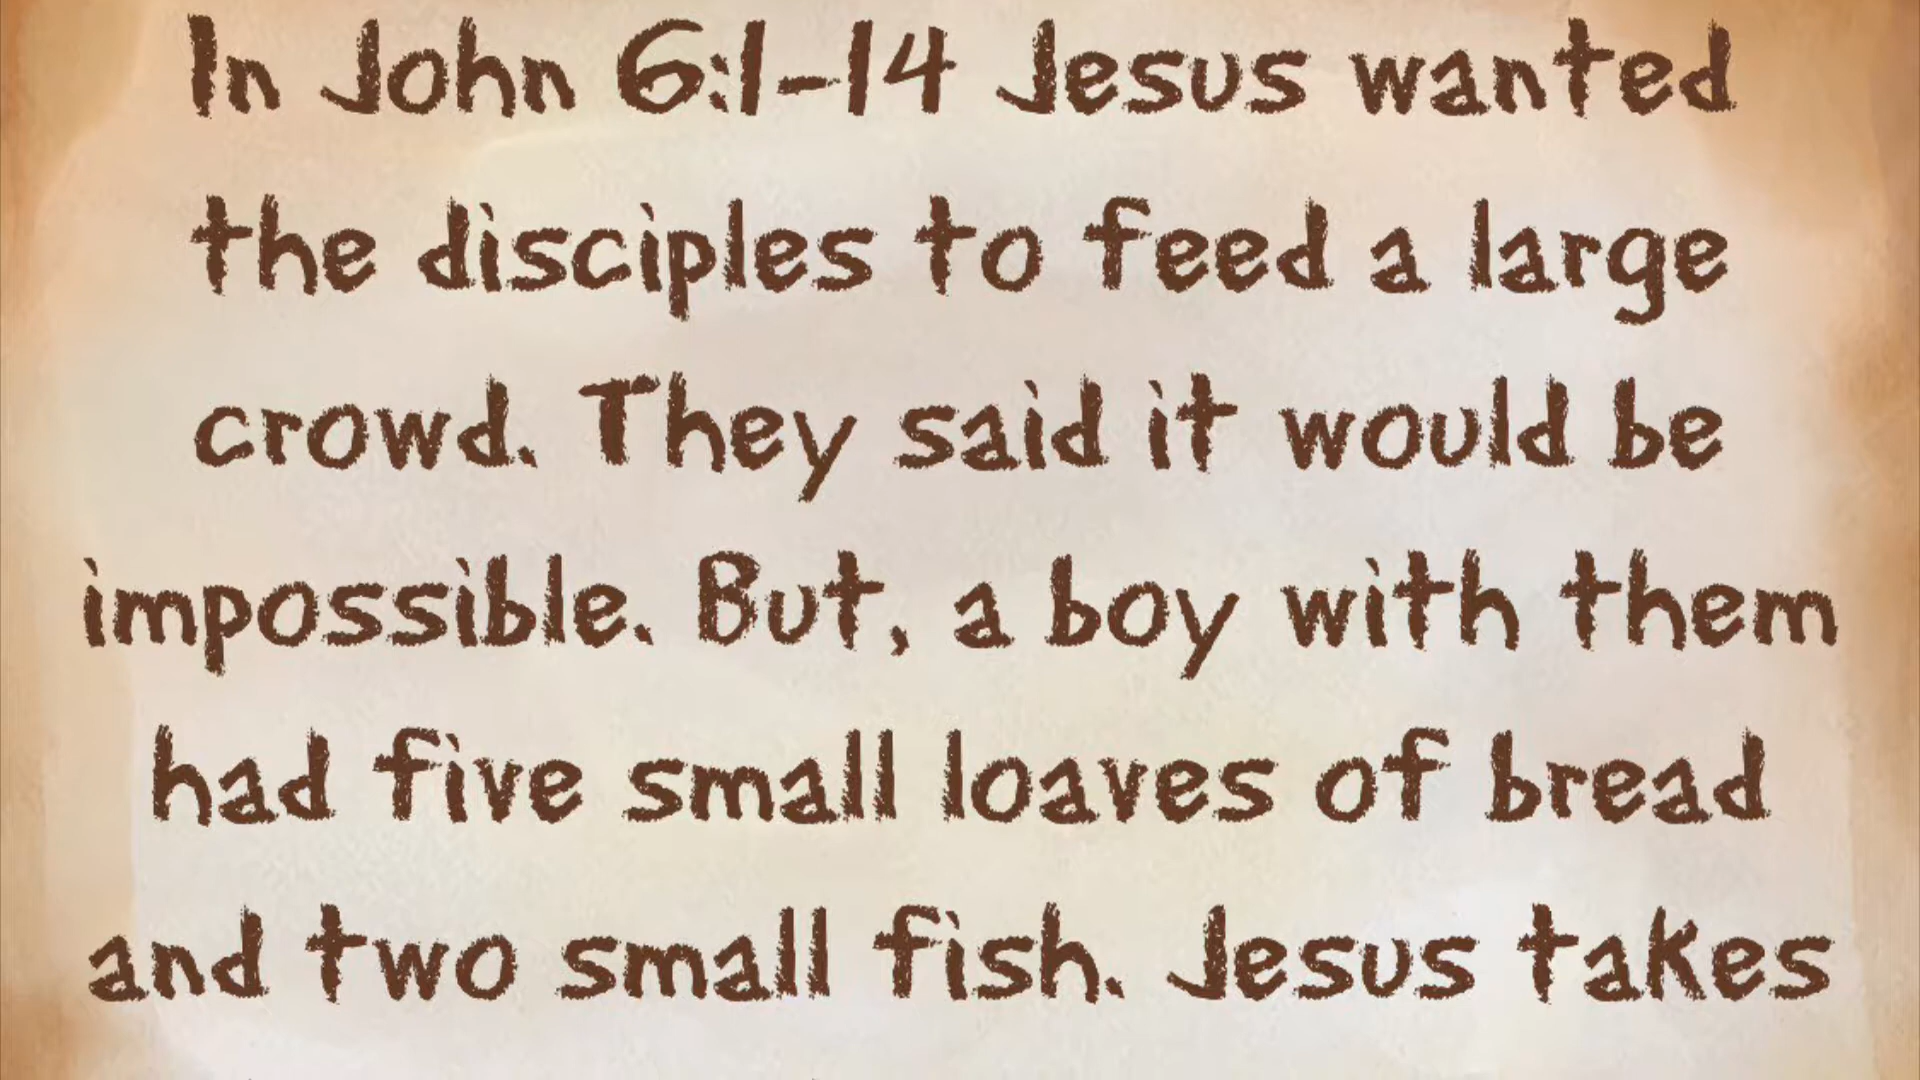 In John 6:1-14 Jesus wanted
the disciples to feed a large
crowd. They said it would be
impossible. But, a boy with them
had five small loaves of bread
and two small fish. Jesus takes